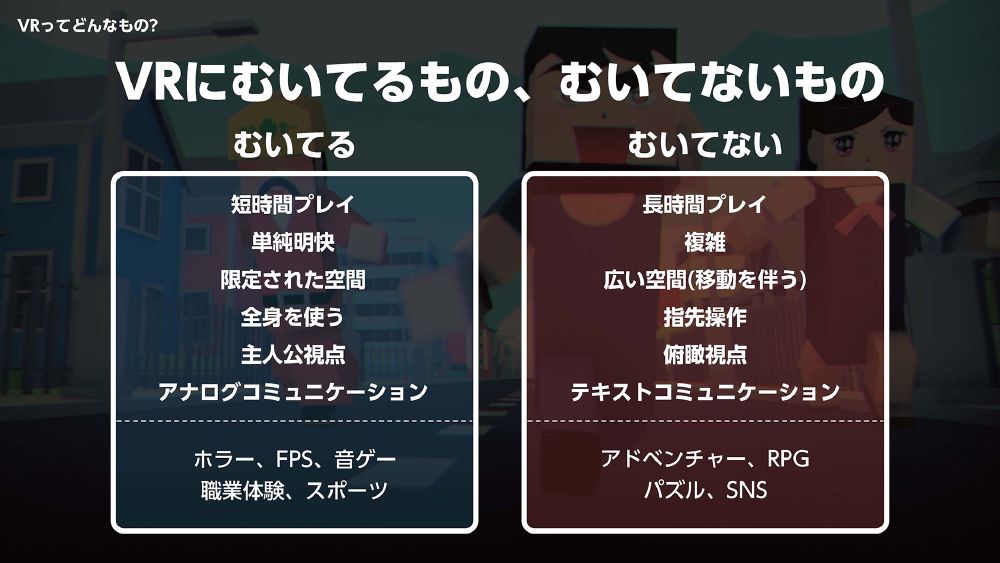 VRってどんなもの?
VRにむいてるもの、むいてないもの
むいてる
短時間プレイ
単純明快
限定された空間
全身を使う
主人公視点
アナログコミュニケーション
ホラー、FPS、音ゲー
職業体験、スポーツ
むいてない
長時間プレイ
複雑
広い空間(移動を伴う)
指先操作
俯瞰視点
テキストコミュニケーション
アドベンチャー、RPG
パズル、SNS